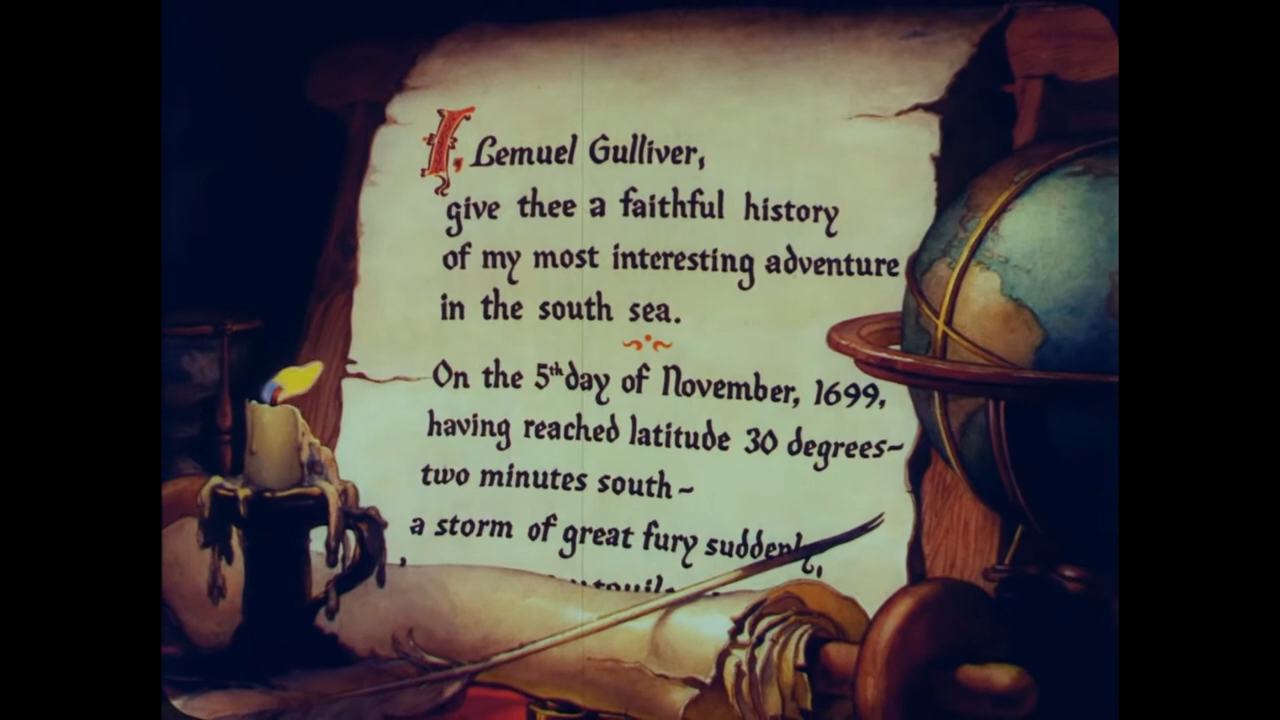 I, Lemuel Gulliver,
give thee a faithful history
of my most interesting adventure
in the south sea.
On the 5th day of November, 1699,
having reached latitude 30 degrees~
two minutes south~
a storm of great fury suddenly